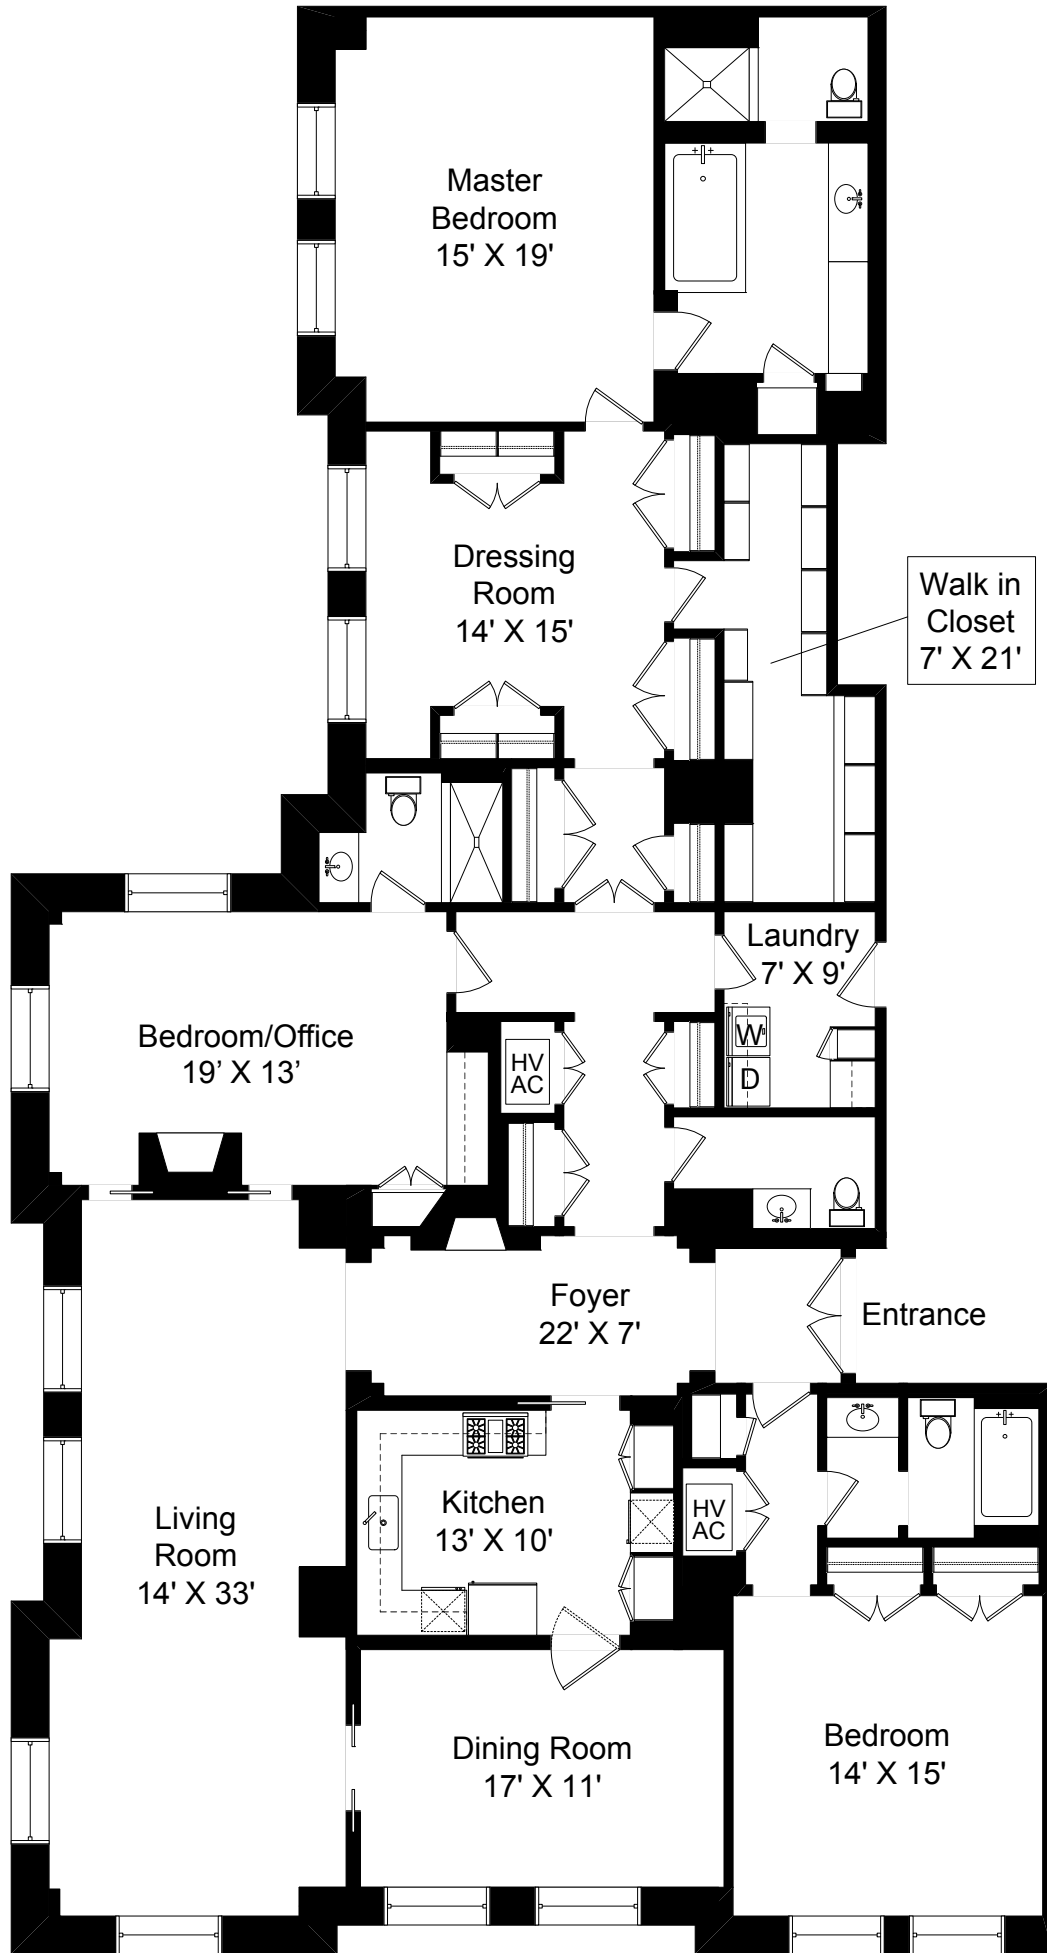 Master
Bedroom
15' X 19'
Dressing
Room
14' X 15'
Walk in
Closet
7' X 21'
Laundry
7' X 9'
W
D
Bedroom/Office
19’ X 13’
HV
AC
Foyer
22' X 7'
Entrance
Kitchen
13' X 10'
HV
AC
Living
Room
14' X 33'
Dining Room
17' X 11'
Bedroom
14' X 15'